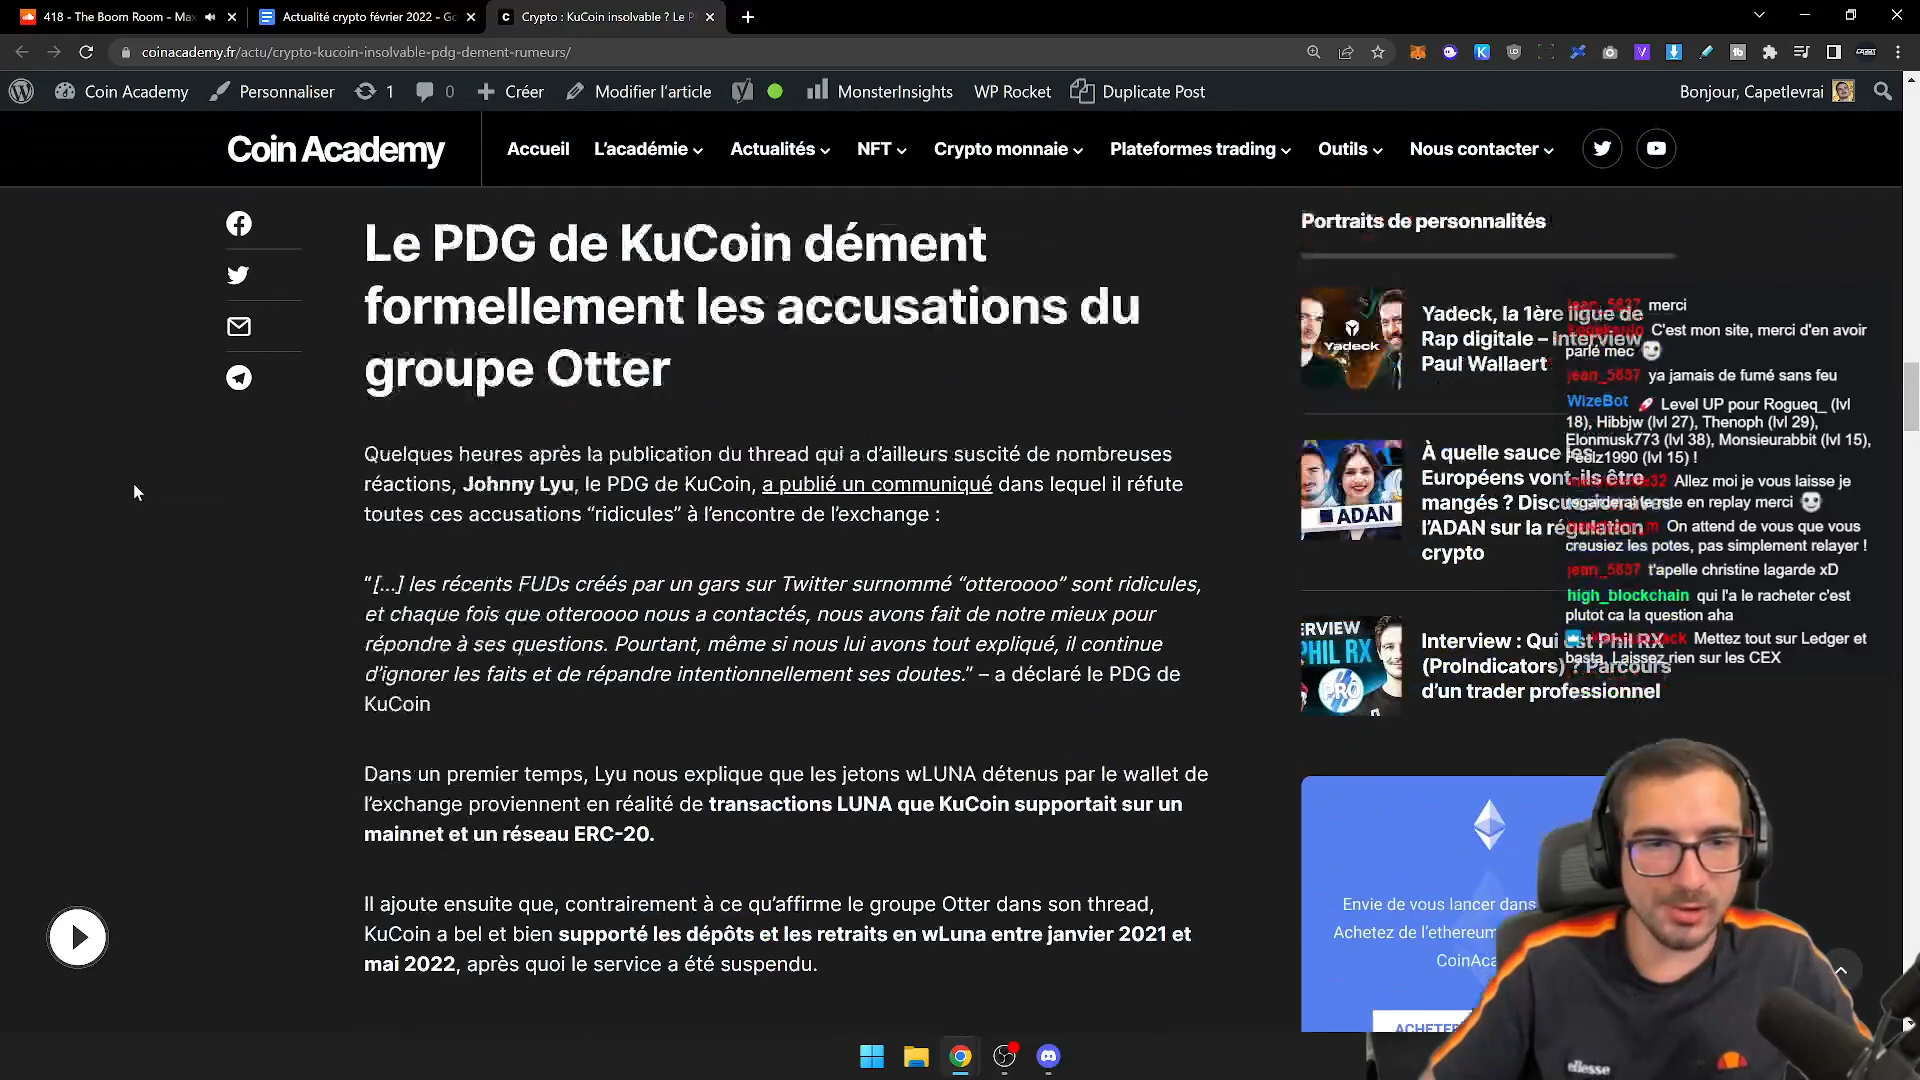 418 - The Boom Room - Max
Actualité crypto février 2022 - Go
Crypto : KuCoin insolvable ? Le P
coinacademy.fr/actu/crypto-kucoin-insolvable-pdg-dement-rumeurs/
Coin Academy
Personnaliser
1
0
Créer
Modifier l'article
MonsterInsights
WP Rocket
Duplicate Post
Bonjour, Capetlevrai
Coin Academy
Accueil
L'académie
Actualités
NFT
Crypto monnaie
Plateformes trading
Outils
Nous contacter
Le PDG de KuCoin dément
formellement les accusations du
groupe Otter
Quelques heures après la publication du thread qui a d'ailleurs suscité de nombreuses
réactions, Johnny Lyu, le PDG de KuCoin, a publié un communiqué dans lequel il réfute
toutes ces accusations “ridicules” à l'encontre de l'exchange :
“[…] les récents FUDs créés par un gars sur Twitter surnommé “otteroooo” sont ridicules,
et chaque fois que otteroooo nous a contactés, nous avons fait de notre mieux pour
répondre à ses questions. Pourtant, même si nous lui avons tout expliqué, il continue
d'ignorer les faits et de répandre intentionnellement ses doutes.” – a déclaré le PDG de
KuCoin
Dans un premier temps, Lyu nous explique que les jetons wLUNA détenus par le wallet de
l'exchange proviennent en réalité de transactions LUNA que KuCoin supportait sur un
mainnet et un réseau ERC-20.
Il ajoute ensuite que, contrairement à ce qu'affirme le groupe Otter dans son thread,
KuCoin a bel et bien supporté les dépôts et les retraits en wLuna entre janvier 2021 et
mai 2022, après quoi le service a été suspendu.
Portraits de personnalités
Yadeck
Yadeck, la 1ère ligue de
Rap digitale – Interview
Paul Wallaert
ADAN
À quelle sauce les
Européens vont-ils être
mangés ? Discussion avec
l'ADAN sur la régulation
crypto
ERVIEW
PHIL RX
PRO
Interview : Qui est Phil RX
(ProIndicators) ? Parcours
d'un trader professionnel
Envie de vous lancer dans
Achetez de l'ethereum
CoinAca
ACHETER
jean_5837 merci
C'est mon site, merci d'en avoir
parlé mec
jean_5837 ya jamais de fumé sans feu
WizeBot Level UP pour Rogueq_ (lvl
18), Hibbjw (lvl 27), Thenoph (lvl 29),
Elonmusk773 (lvl 38), Monsieurabbit (lvl 15),
Feelz1990 (lvl 15) !
Allez moi je vous laisse je
regarderai le reste en replay merci
On attend de vous que vous
creusiez les potes, pas simplement relayer !
jean_5837 t'apelle christine lagarde xD
high_blockchain qui l'a le racheter c'est
plutot ca la question aha
Mettez tout sur Ledger et
basta. Laissez rien sur les CEX
ellesse